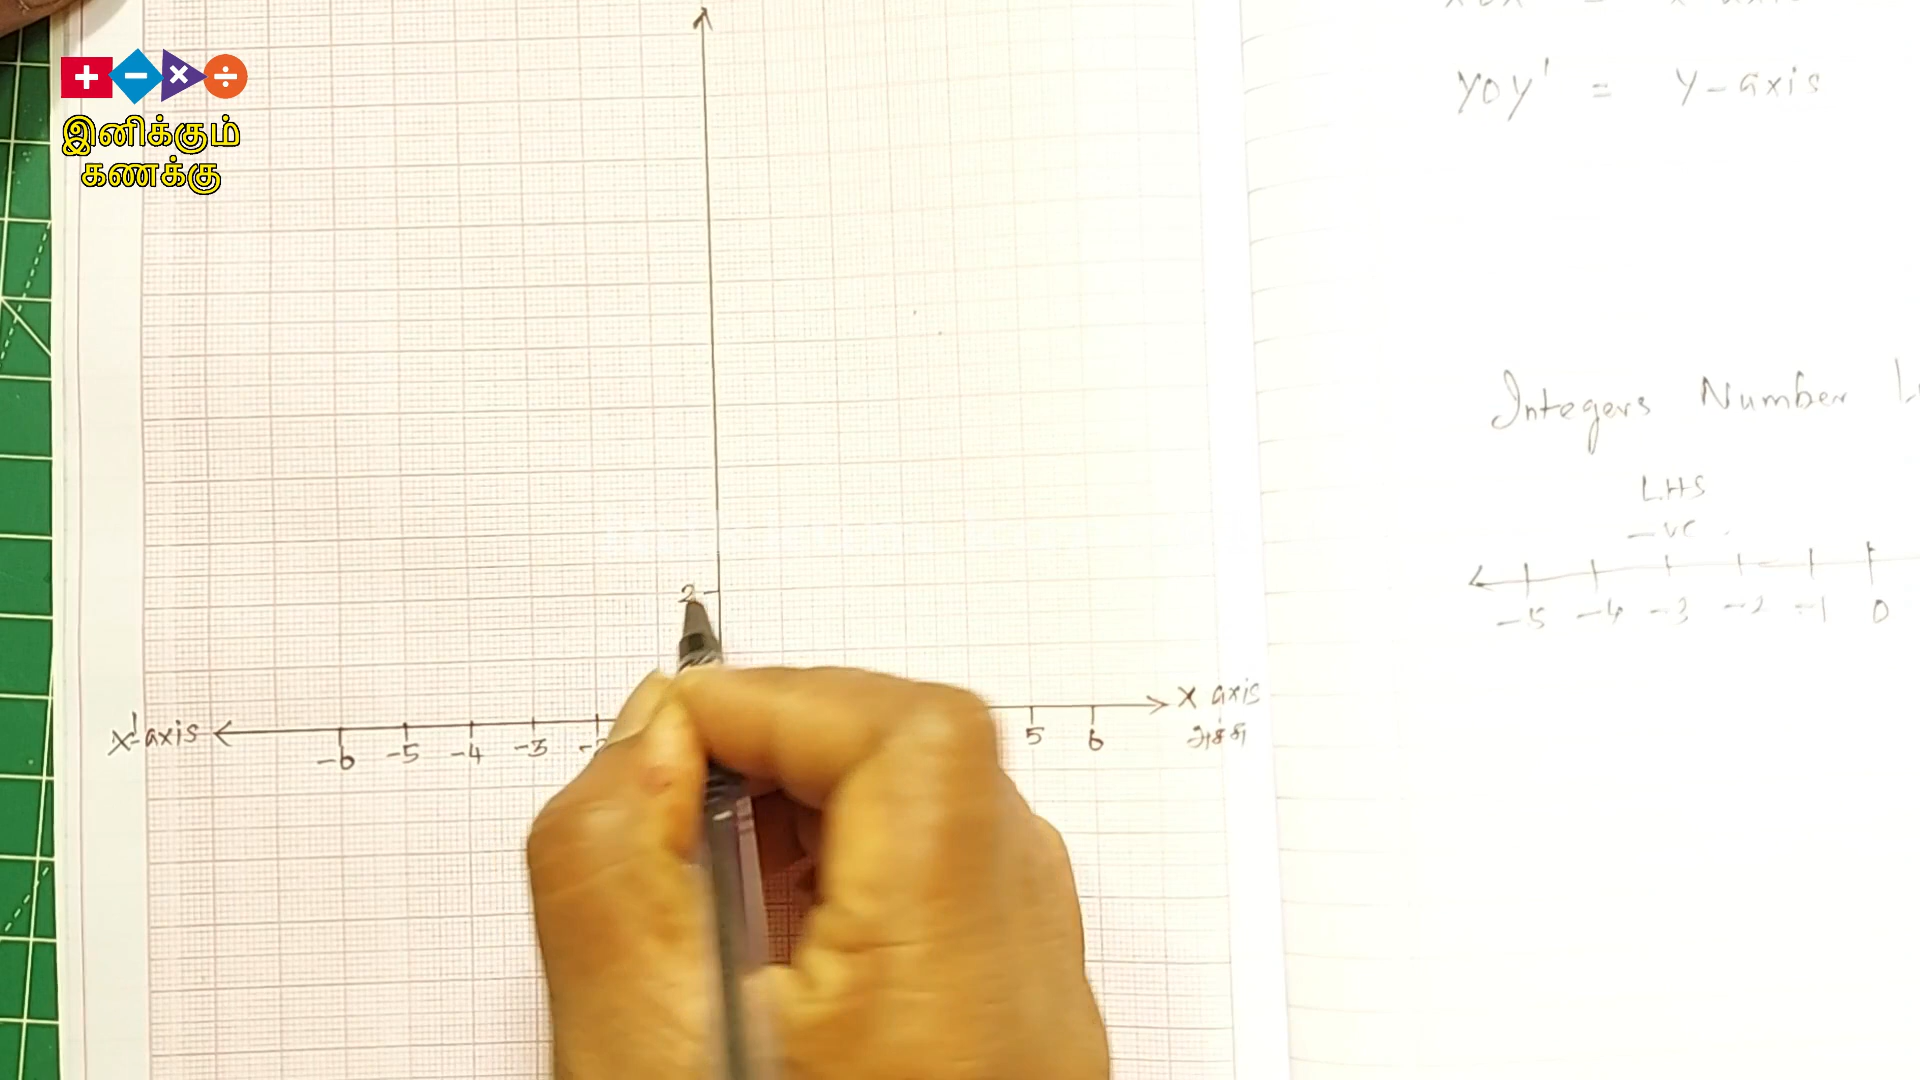 இனிக்கும்
கணக்கு
YOY' = Y-axis
Integers Number
LHS
-ve
-5 -4 -3 -2 -1 0
2
X'-axis
-6 -5 -4 -3
5 6
X axis
அச்சு